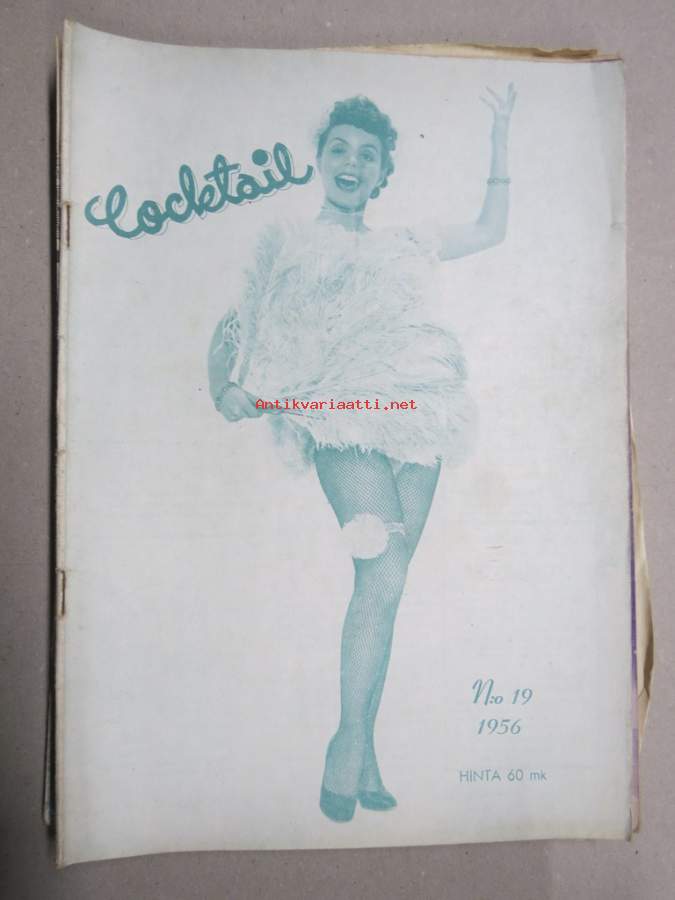 Cocktail
Antikvariaatti.net
N:o 19
1956
HINTA 60 mk